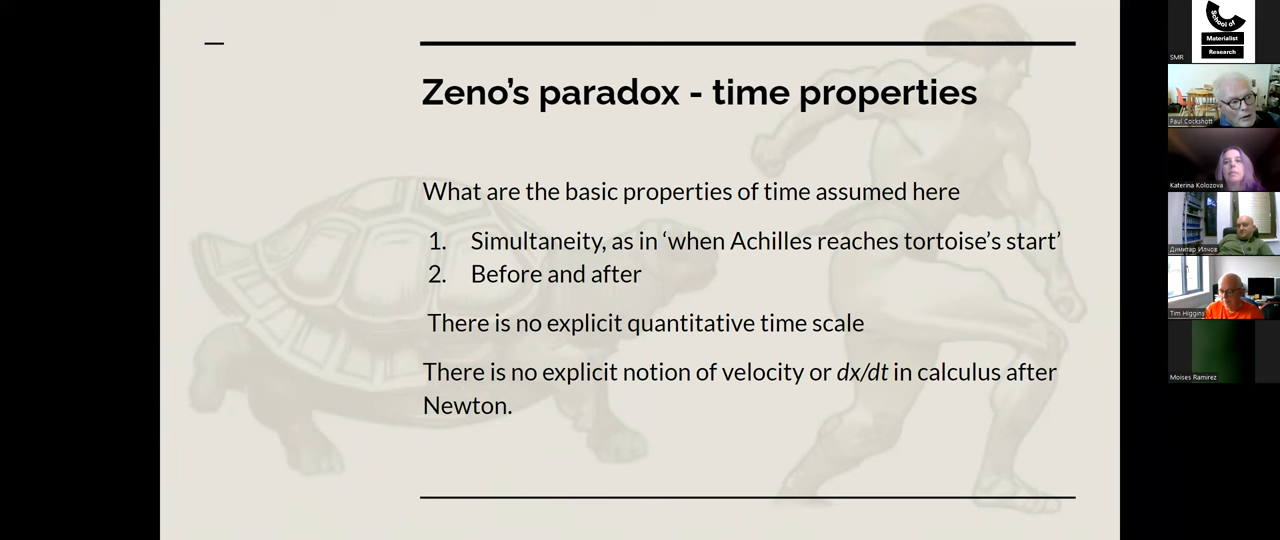 Zeno's paradox - time properties
What are the basic properties of time assumed here
1. Simultaneity, as in ‘when Achilles reaches tortoise’s start’
2. Before and after
There is no explicit quantitative time scale
There is no explicit notion of velocity or dx/dt in calculus after
Newton.
School of
Materialist
Research
SMR
Paul Cockshott
Katerina Kolozova
Димитар Илчов
Tim Higgins
Moises Ramirez